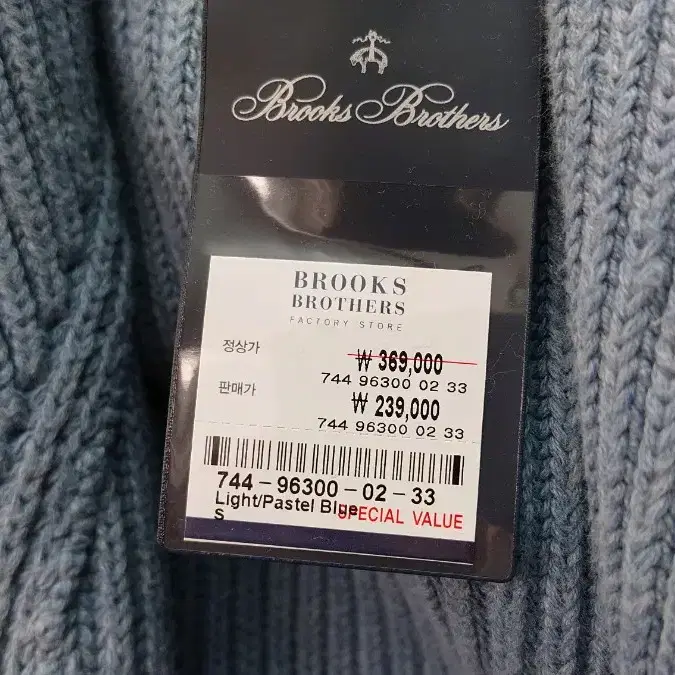 Brooks Brothers
BROOKS
BROTHERS
FACTORY STORE
정상가 ₩ 369,000
744 96300 02 33
판매가 ₩ 239,000
744 96300 02 33
744-96300-02-33
Light/Pastel Blue
S SPECIAL VALUE